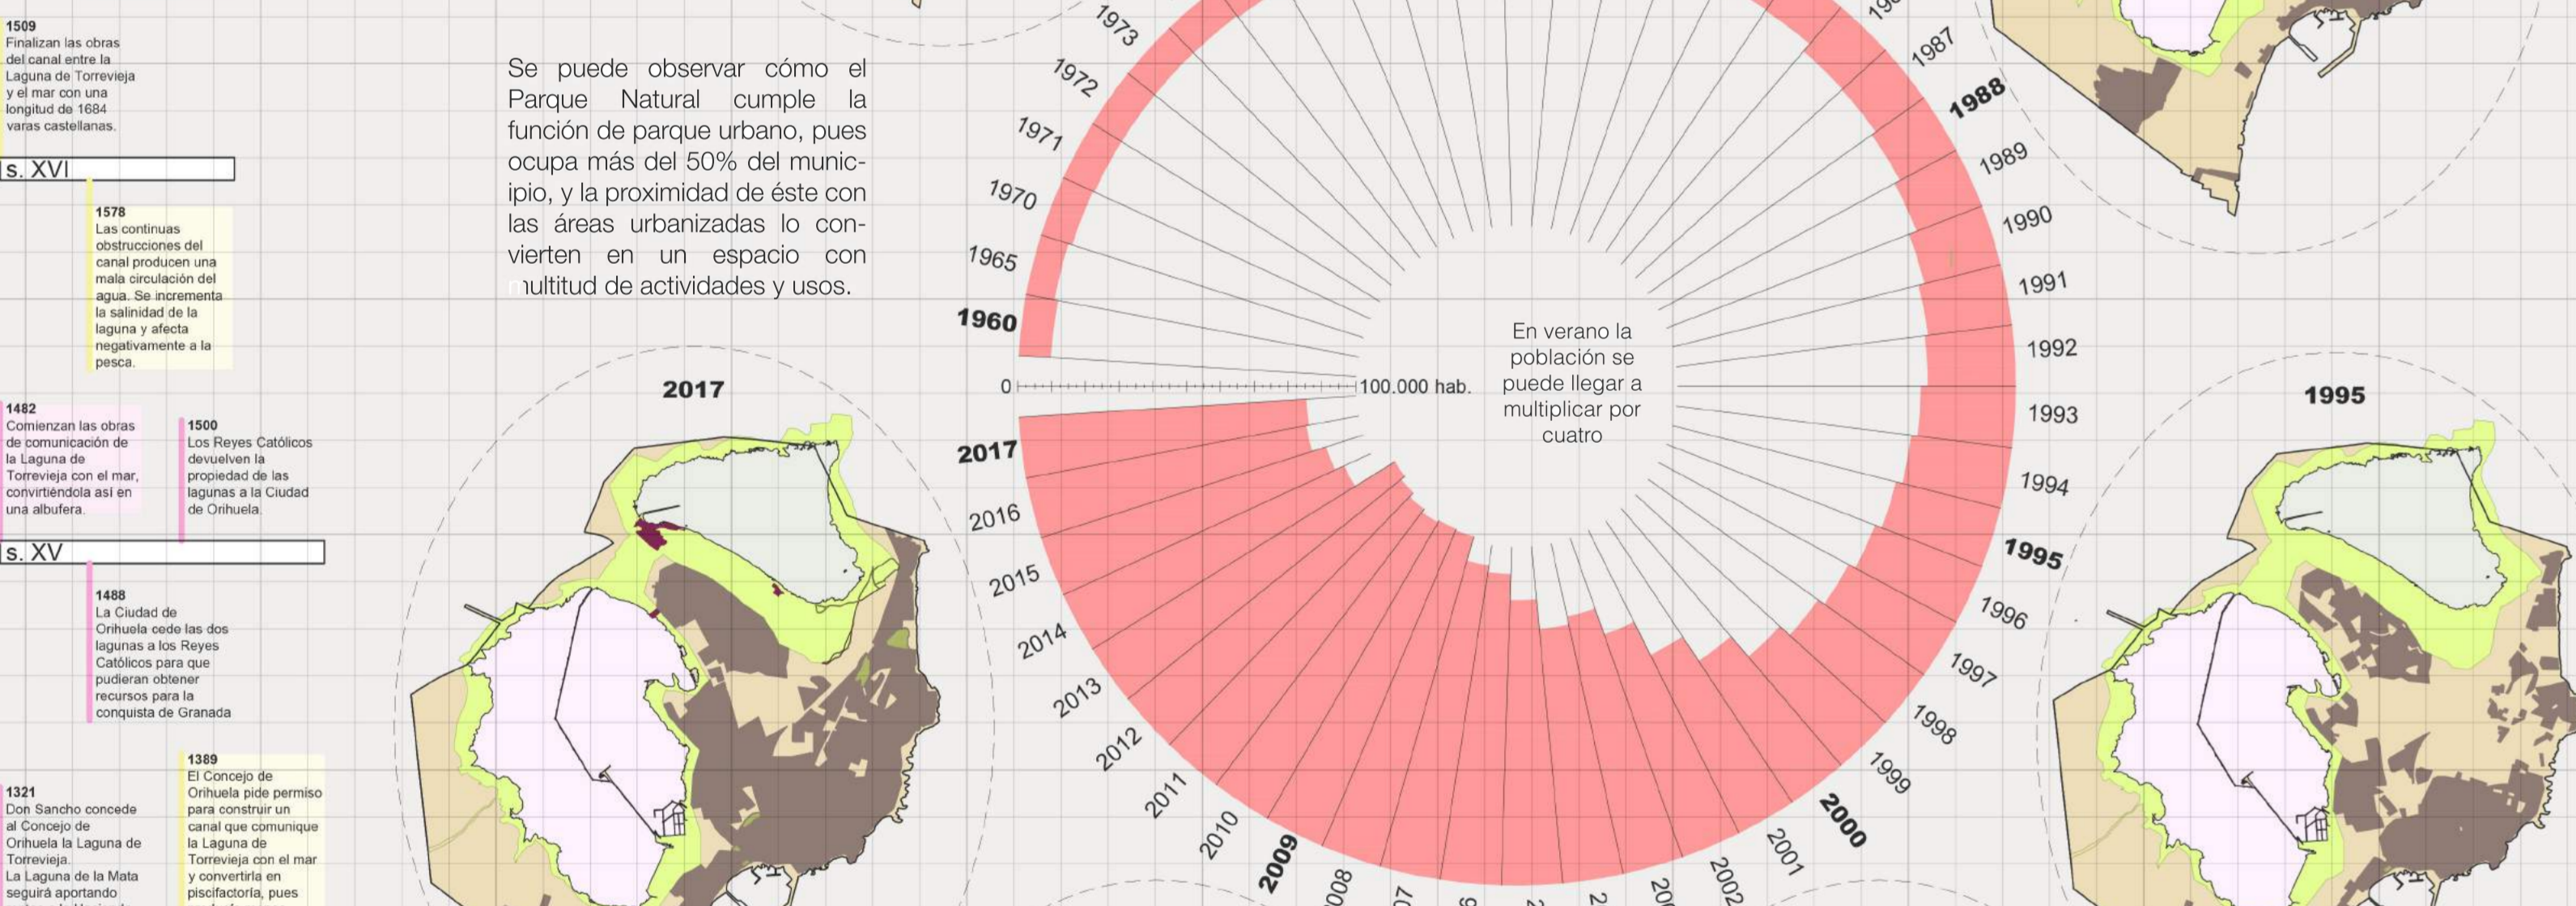 1509
Finalizan las obras
del canal entre la
Laguna de Torrevieja
y el mar con una
longitud de 1684
varas castellanas.
s. XVI
1578
Las continuas
obstrucciones del
canal producen una
mala circulación del
agua. Se incrementa
la salinidad de la
laguna y afecta
negativamente a la
pesca.
1482
Comienzan las obras
de comunicación de
la Laguna de
Torrevieja con el mar,
convirtiéndola así en
una albufera.
1500
Los Reyes Católicos
devuelven la
propiedad de las
lagunas a la Ciudad
de Orihuela.
s. XV
1488
La Ciudad de
Orihuela cede las dos
lagunas a los Reyes
Católicos para que
pudieran obtener
recursos para la
conquista de Granada
1389
El Concejo de
Orihuela pide permiso
para construir un
canal que comunique
la Laguna de
Torrevieja con el mar
y convertirla en
piscifactoría, pues
1321
Don Sancho concede
al Concejo de
Orihuela la Laguna de
Torrevieja.
La Laguna de la Mata
seguirá aportando
Se puede observar cómo el
Parque Natural cumple la
función de parque urbano, pues
ocupa más del 50% del munic-
ipio, y la proximidad de éste con
las áreas urbanizadas lo con-
vierten en un espacio con
multitud de actividades y usos.
2017
1973
1972
1971
1970
1965
1960
0
100.000 hab.
En verano la
población se
puede llegar a
multiplicar por
cuatro
1987
1988
1989
1990
1991
1992
1993
1994
1995
1996
1997
1998
1999
2000
2001
2002
2009
2010
2011
2012
2013
2014
2015
2016
2017
1995